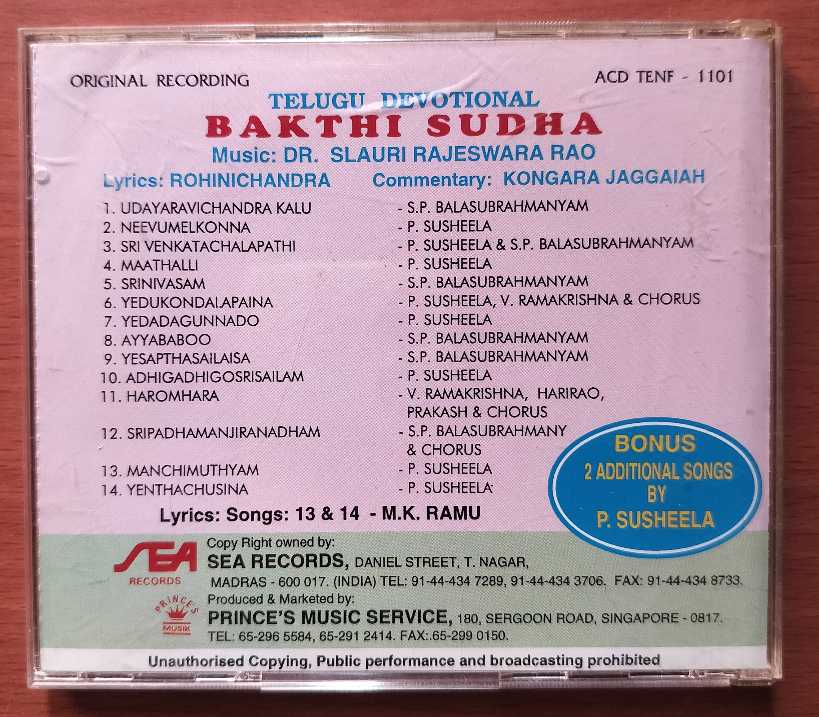 ORIGINAL RECORDING ACD TENF - 1101
TELUGU DEVOTIONAL
BAKTHI SUDHA
Music: DR. SLAURI RAJESWARA RAO
Lyrics: ROHINICHANDRA Commentary: KONGARA JAGGAIAH
1. UDAYARAVICHANDRA KALU - S.P. BALASUBRAHMANYAM
2. NEEVUMELKONNA - P. SUSHEELA
3. SRI VENKATACHALAPATHI - P. SUSHEELA & S.P. BALASUBRAHMANYAM
4. MAATHALLI - P. SUSHEELA
5. SRINIVASAM - S.P. BALASUBRAHMANYAM
6. YEDUKONDALAPAINA - P. SUSHEELA, V. RAMAKRISHNA & CHORUS
7. YEDADAGUNNADO - P. SUSHEELA
8. AYYABABOO - S.P. BALASUBRAHMANYAM
9. YESAPTHASAILAISA - S.P. BALASUBRAHMANYAM
10. ADHIGADHIGOSRISAILAM - P. SUSHEELA
11. HAROMHARA - V. RAMAKRISHNA, HARIRAO,
PRAKASH & CHORUS
12. SRIPADHAMANJIRANADHAM - S.P. BALASUBRAHMANY
& CHORUS
13. MANCHIMUTHYAM - P. SUSHEELA
14. YENTHACHUSINA - P. SUSHEELA
Lyrics: Songs: 13 & 14 - M.K. RAMU
BONUS
2 ADDITIONAL SONGS
BY
P. SUSHEELA
SEA
RECORDS
Copy Right owned by:
SEA RECORDS, DANIEL STREET, T. NAGAR,
MADRAS - 600 017. (INDIA) TEL: 91-44-434 7289, 91-44-434 3706. FAX: 91-44-434 8733.
PRINCE'S
MUSIK
Produced & Marketed by:
PRINCE'S MUSIC SERVICE, 180, SERGOON ROAD, SINGAPORE - 0817.
TEL: 65-296 5584, 65-291 2414. FAX:.65-299 0150.
Unauthorised Copying, Public performance and broadcasting prohibited